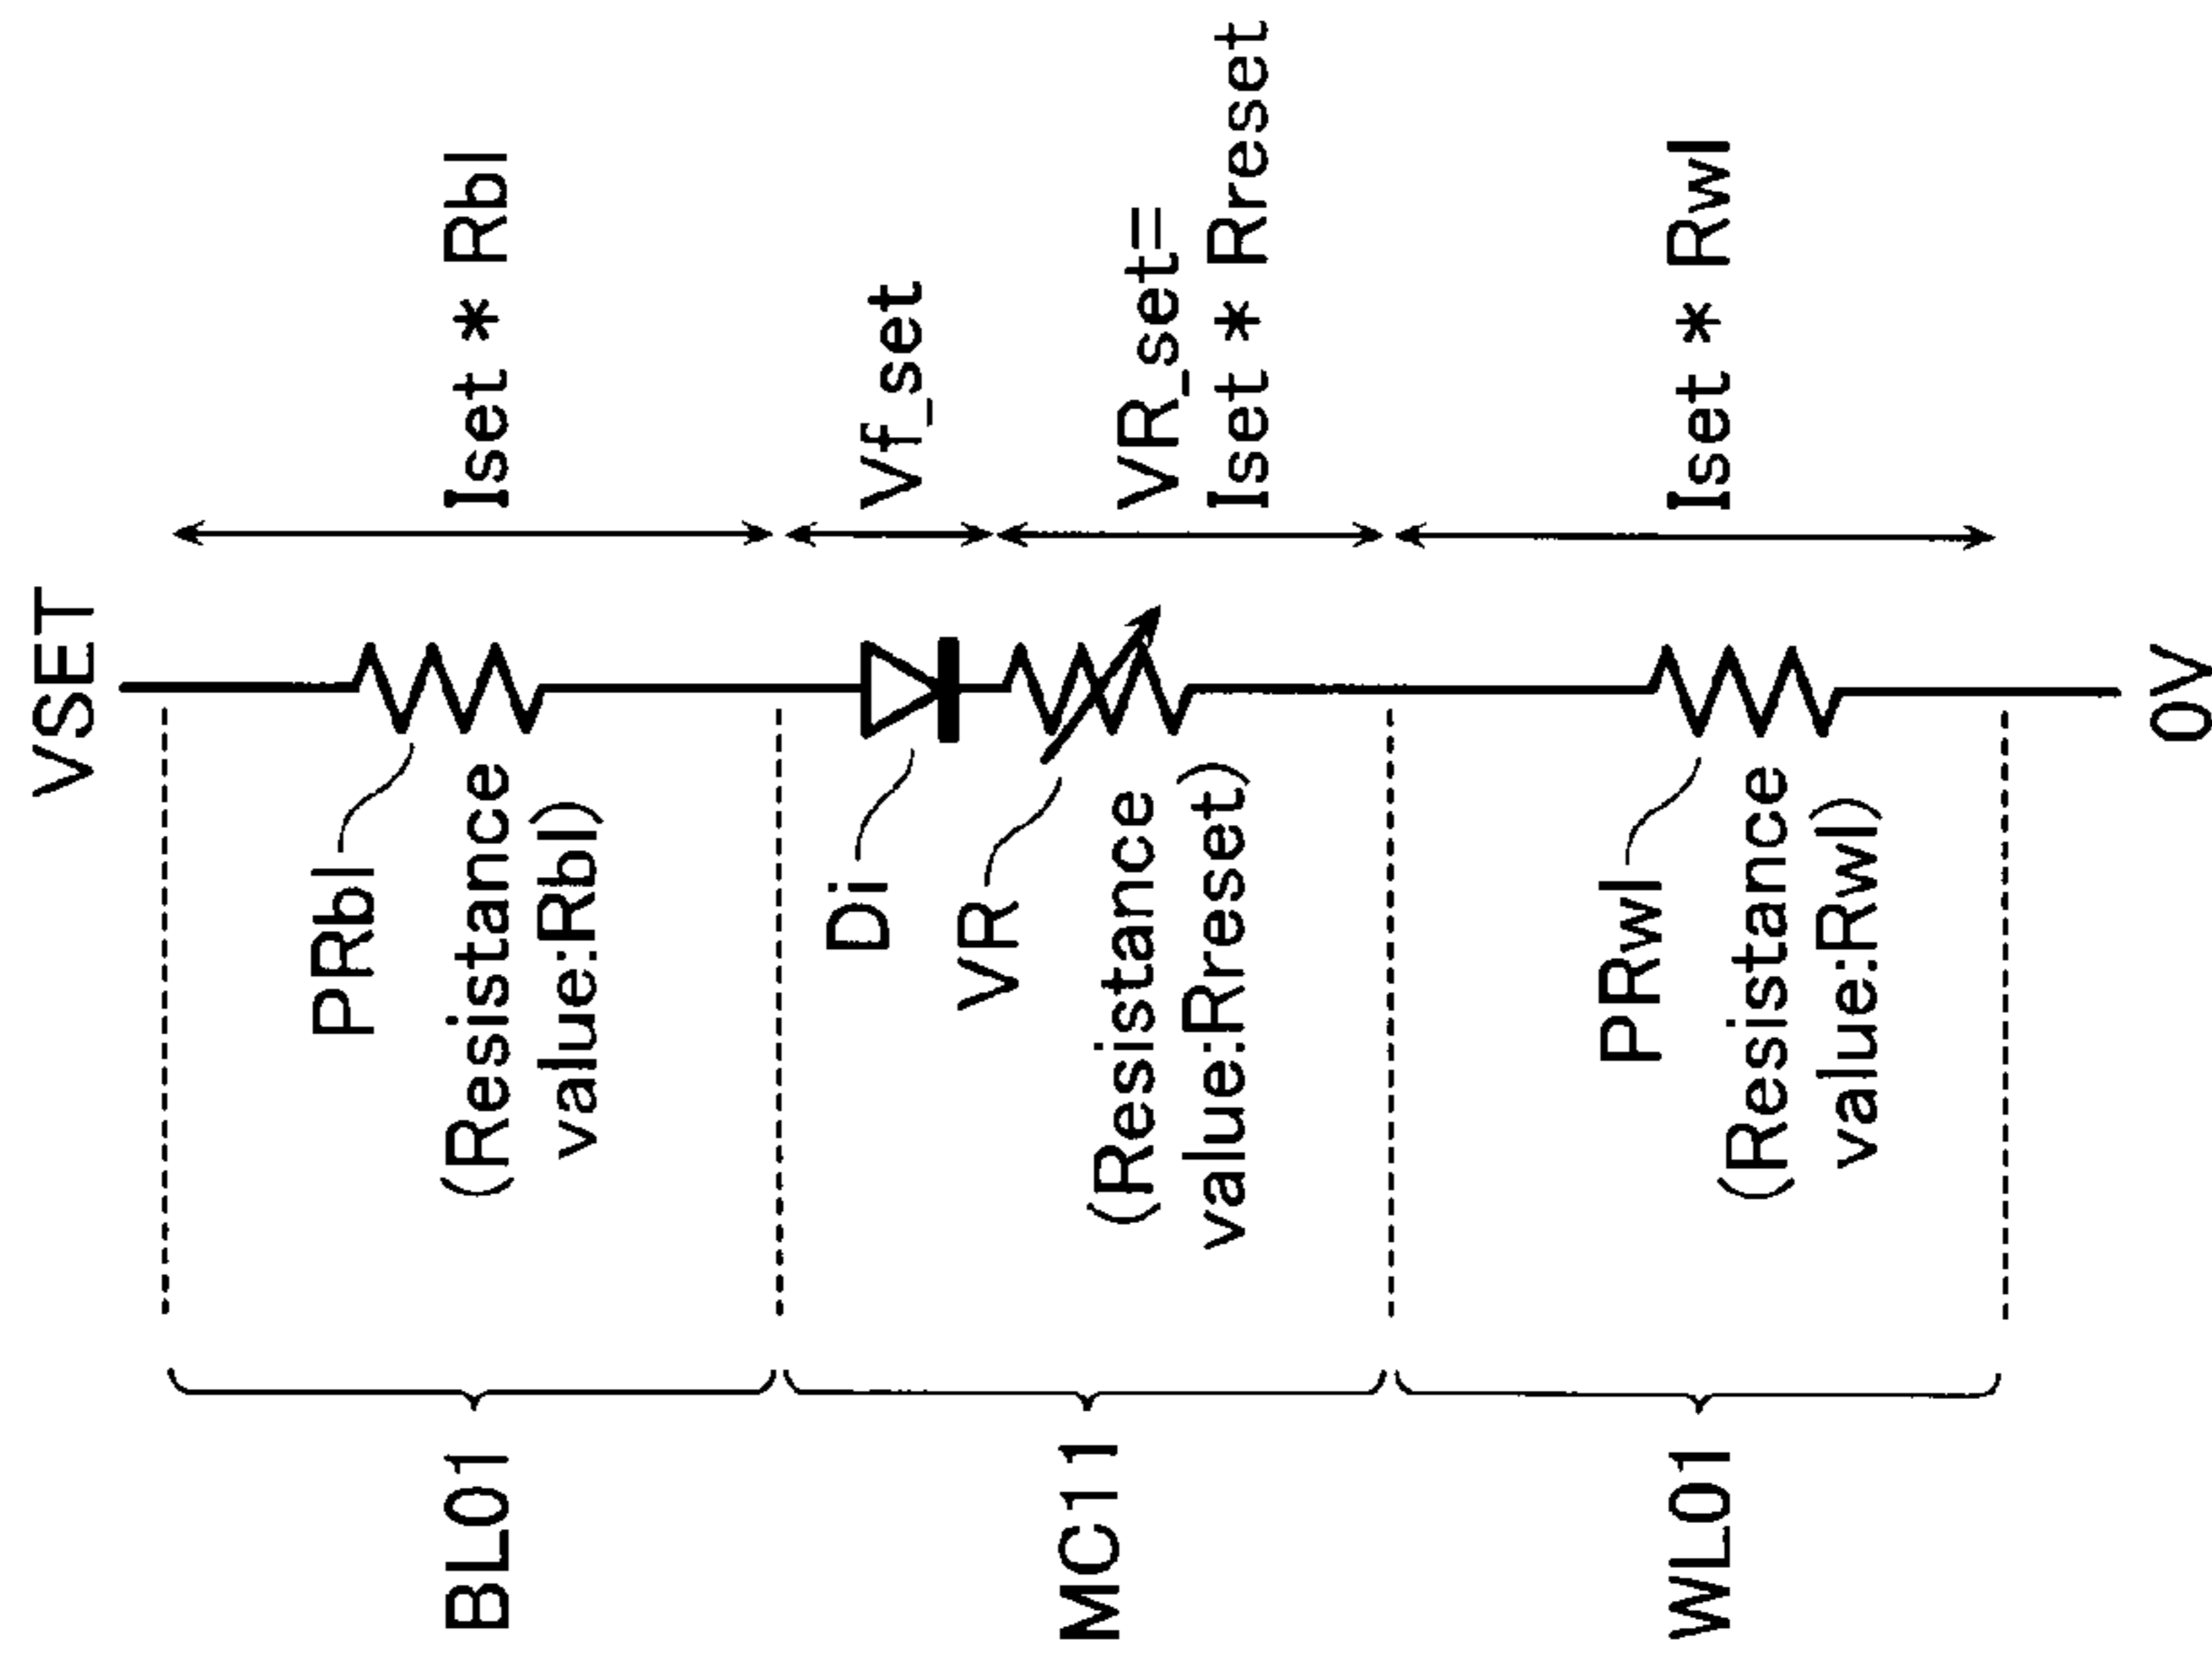 VSET
BL01
PRbl
(Resistance
value:Rbl)
Iset * Rbl
MC11
Di
Vf_set
VR
(Resistance
value:Rreset)
VR_set=
Iset * Rreset
WL01
PRwl
(Resistance
value:Rwl)
Iset * Rwl
0V